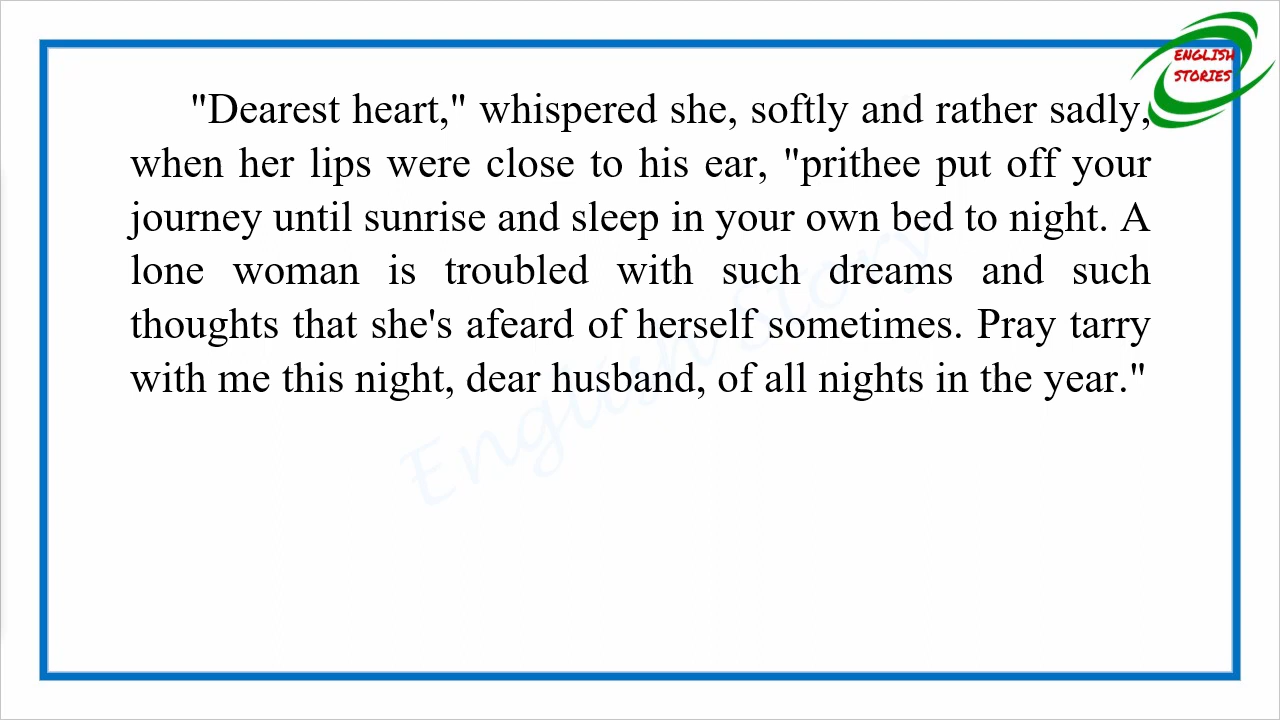 ENGLISH
STORIES
"Dearest heart," whispered she, softly and rather sadly,
when her lips were close to his ear, "prithee put off your
journey until sunrise and sleep in your own bed to night. A
lone woman is troubled with such dreams and such
thoughts that she's afeard of herself sometimes. Pray tarry
with me this night, dear husband, of all nights in the year."
English Story